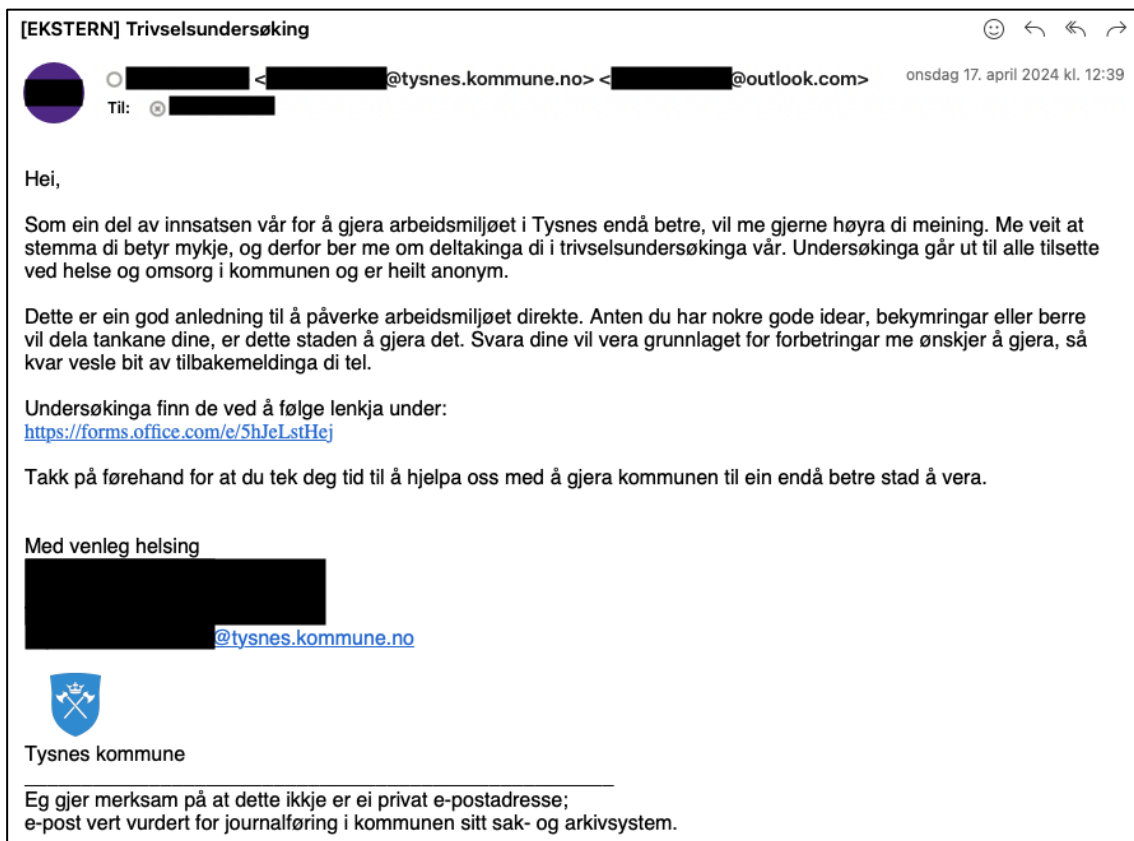 [EKSTERN] Trivselsundersøking
< @tysnes.kommune.no> < @outlook.com>
onsdag 17. april 2024 kl. 12:39
Til:
Hei,
Som ein del av innsatsen vår for å gjera arbeidsmiljøet i Tysnes endå betre, vil me gjerne høyra di meining. Me veit at
stemma di betyr mykje, og derfor ber me om deltakinga di i trivselsundersøkinga vår. Undersøkinga går ut til alle tilsette
ved helse og omsorg i kommunen og er heilt anonym.
Dette er ein god anledning til å påverke arbeidsmiljøet direkte. Anten du har nokre gode idear, bekymringar eller berre
vil dela tankane dine, er dette staden å gjera det. Svara dine vil vera grunnlaget for forbetringar me ønskjer å gjera, så
kvar vesle bit av tilbakemeldinga di tel.
Undersøkinga finn de ved å følge lenkja under:
https://forms.office.com/e/5hJeLstHej
Takk på førehand for at du tek deg tid til å hjelpa oss med å gjera kommunen til ein endå betre stad å vera.
Med venleg helsing
@tysnes.kommune.no
Tysnes kommune
Eg gjer merksam på at dette ikkje er ei privat e-postadresse;
e-post vert vurdert for journalføring i kommunen sitt sak- og arkivsystem.